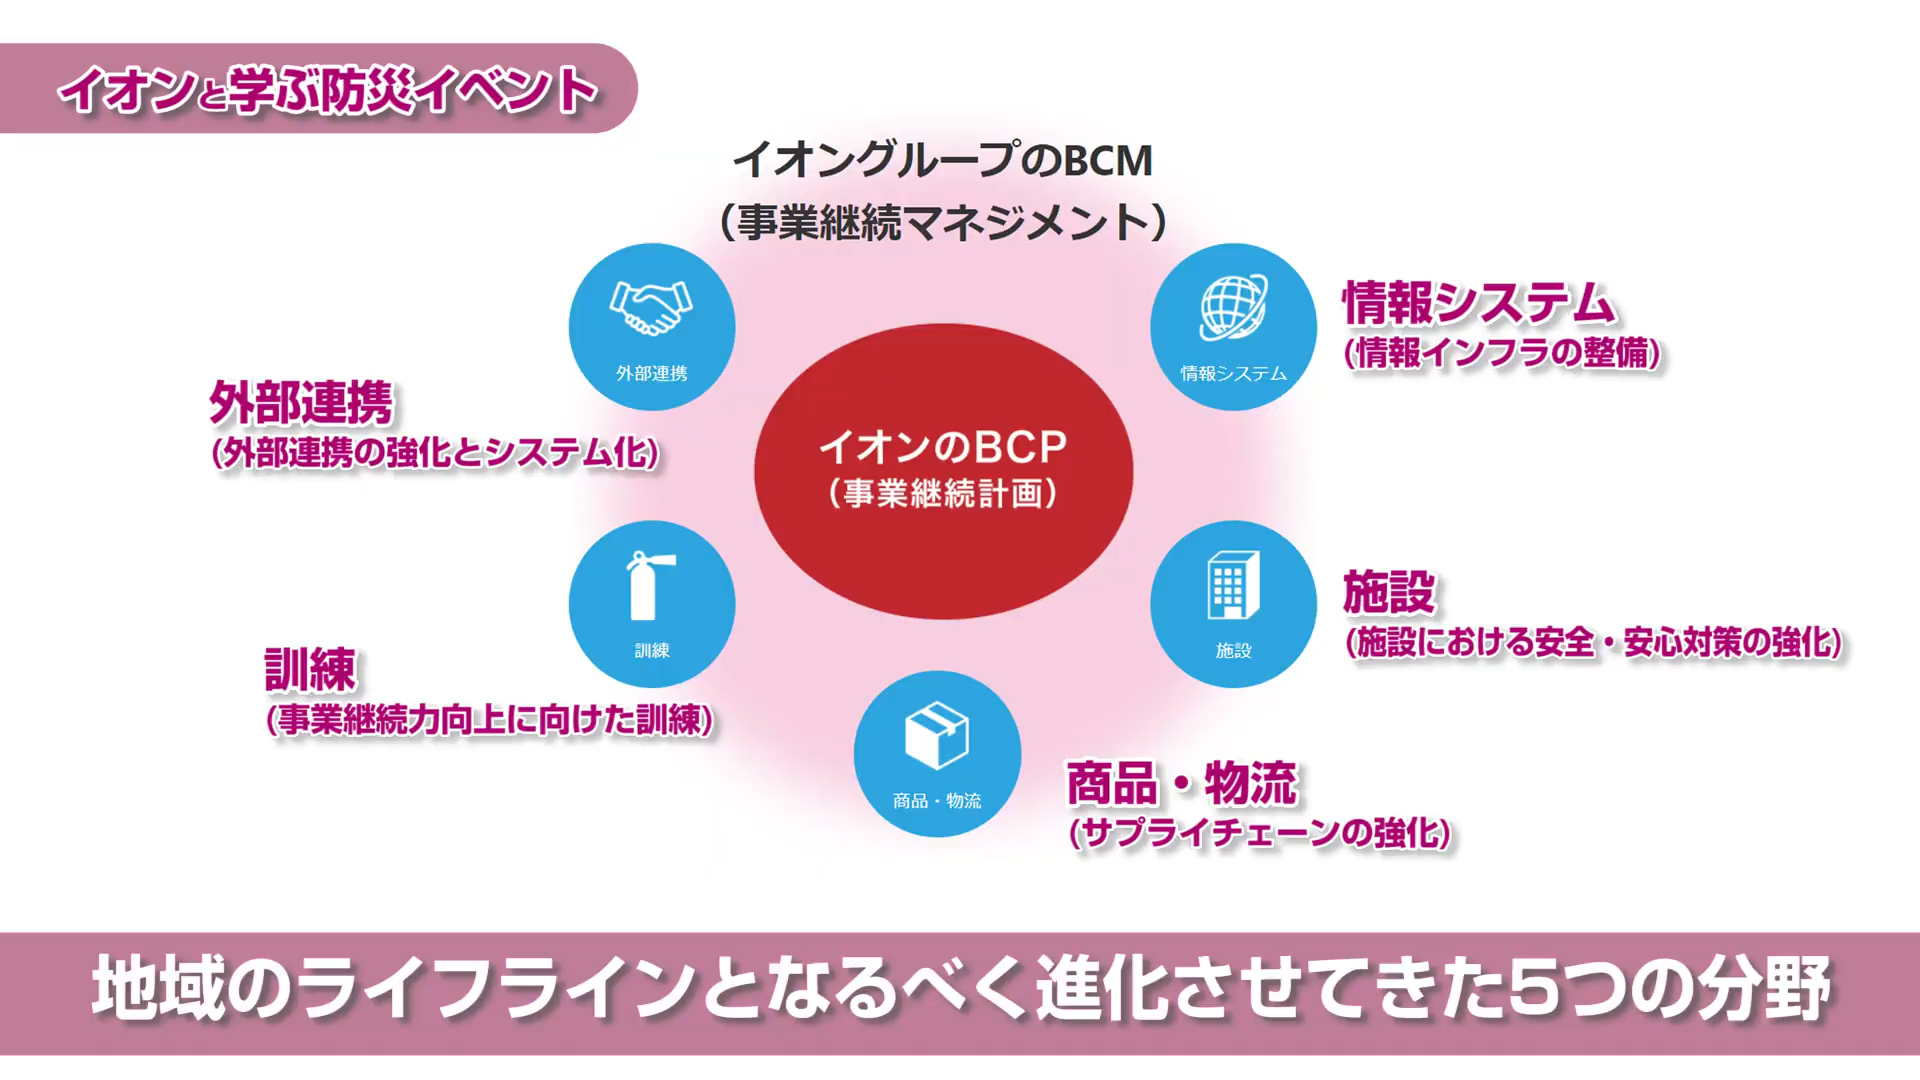 イオンと学ぶ防災イベント
イオングループのBCM
（事業継続マネジメント）
外部連携
情報システム
情報システム
(情報インフラの整備)
外部連携
(外部連携の強化とシステム化)
イオンのBCP
（事業継続計画）
訓練
施設
施設
(施設における安全・安心対策の強化)
訓練
(事業継続力向上に向けた訓練)
商品・物流
商品・物流
(サプライチェーンの強化)
地域のライフラインとなるべく進化させてきた5つの分野